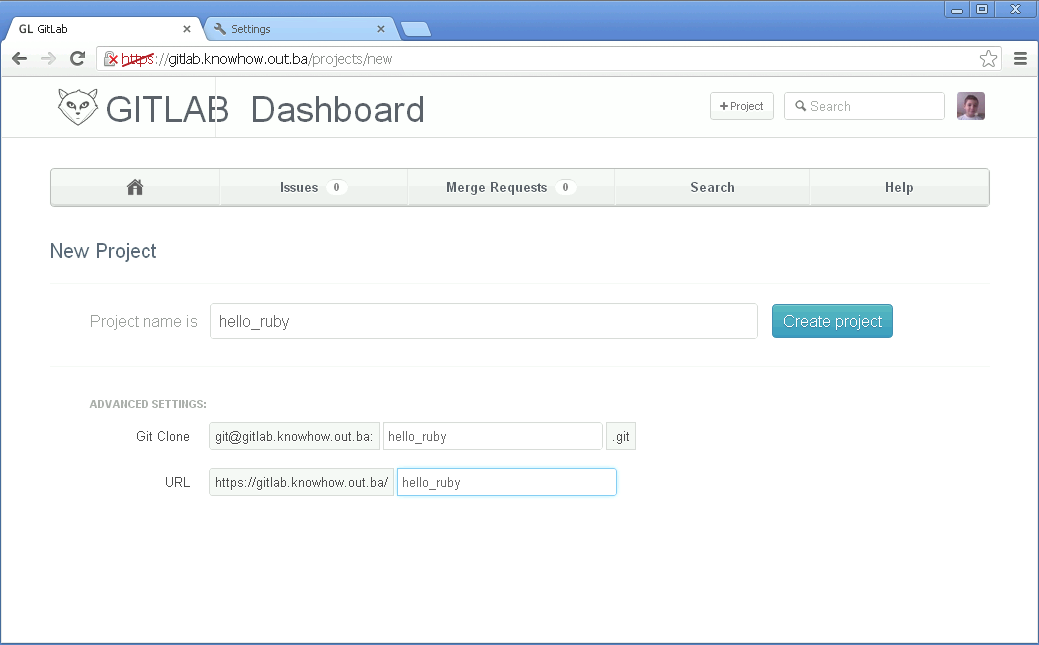 GL GitLab
Settings
https://gitlab.knowhow.out.ba/projects/new
GITLAB Dashboard
+Project
Search
Issues 0 Merge Requests 0 Search Help
New Project
Project name is hello_ruby Create project
ADVANCED SETTINGS:
Git Clone git@gitlab.knowhow.out.ba: hello_ruby .git
URL https://gitlab.knowhow.out.ba/ hello_ruby